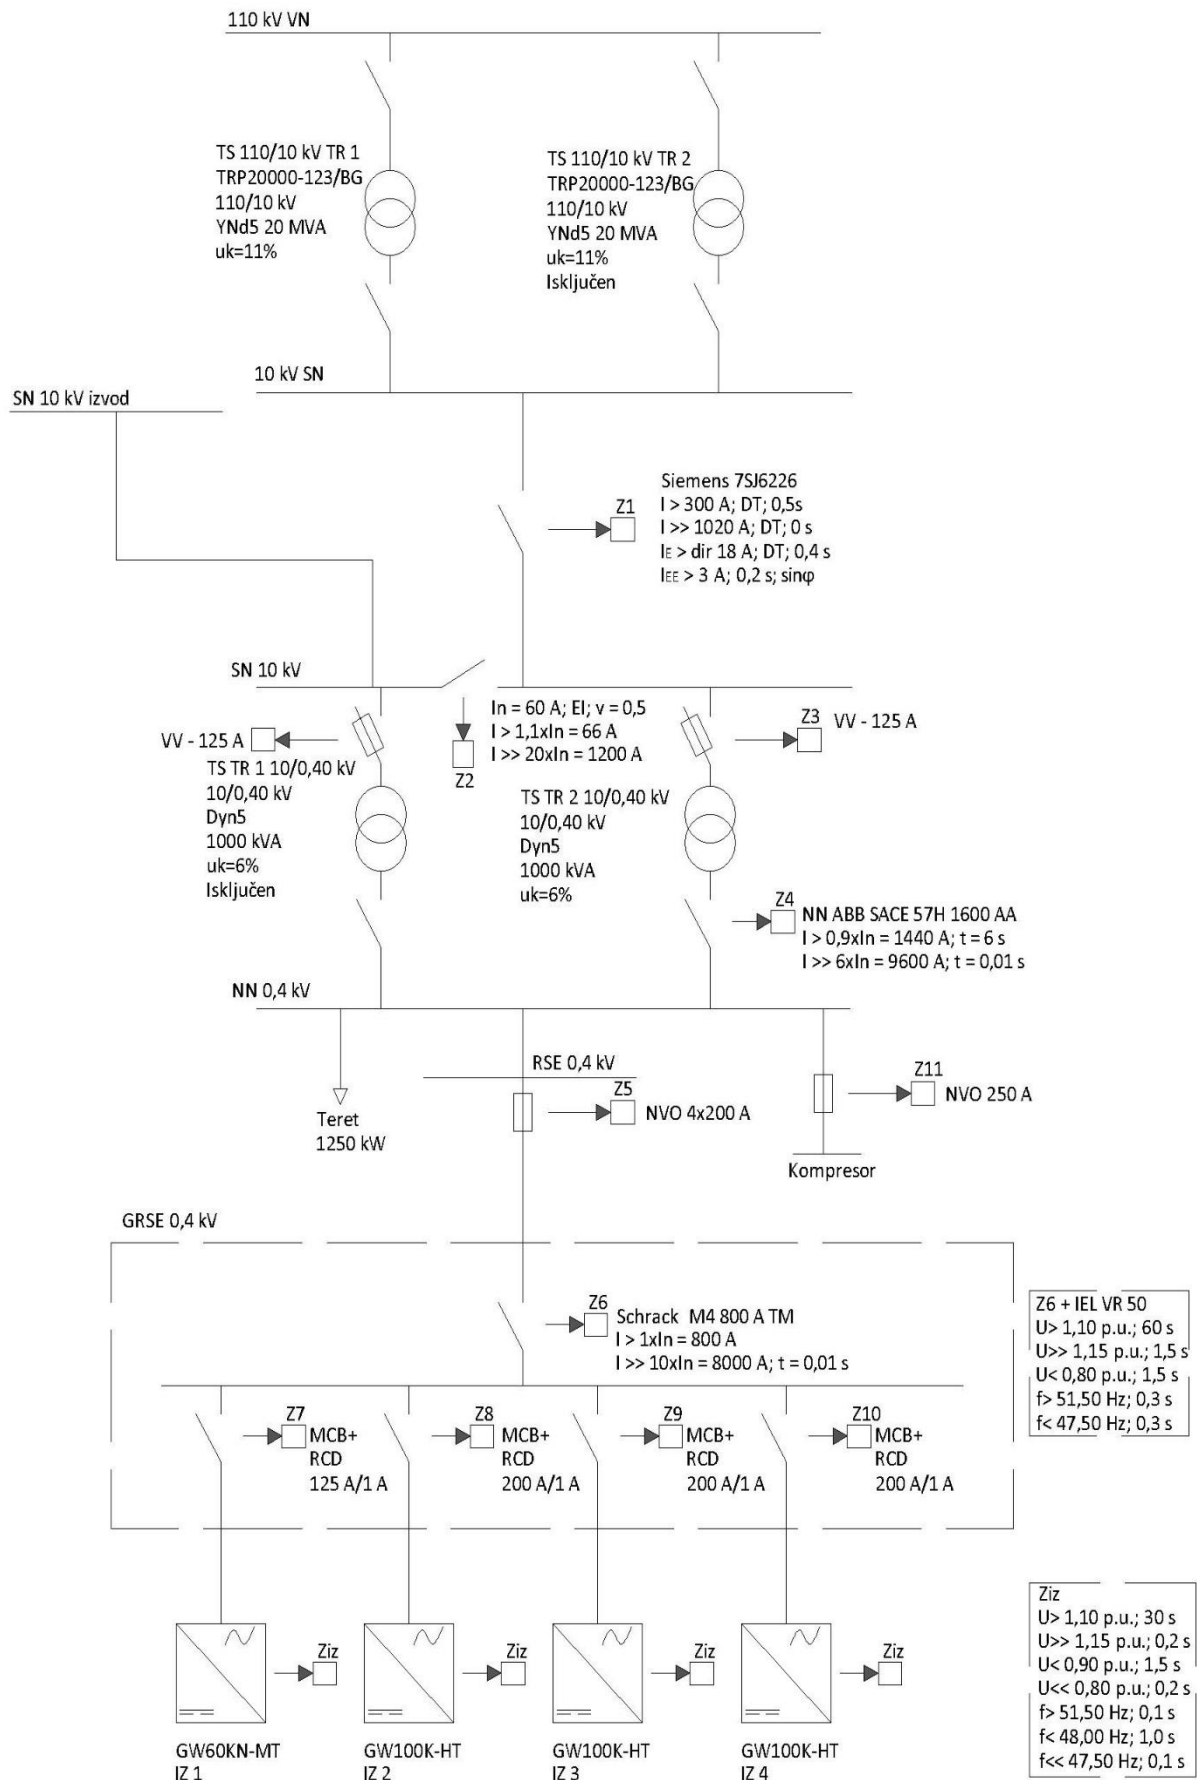 110 kV VN
TS 110/10 kV TR 1
TRP20000-123/BG
110/10 kV
YNd5 20 MVA
uk=11%
TS 110/10 kV TR 2
TRP20000-123/BG
110/10 kV
YNd5 20 MVA
uk=11%
Isključen
10 kV SN
SN 10 kV izvod
Z1
Siemens 7SJ6226
I > 300 A; DT; 0,5s
I >> 1020 A; DT; 0 s
IE > dir 18 A; DT; 0,4 s
IEE > 3 A; 0,2 s; sinφ
SN 10 kV
VV - 125 A
TS TR 1 10/0,40 kV
10/0,40 kV
Dyn5
1000 kVA
uk=6%
Isključen
Z2
In = 60 A; EI; v = 0,5
I > 1,1xIn = 66 A
I >> 20xIn = 1200 A
Z3
VV - 125 A
TS TR 2 10/0,40 kV
10/0,40 kV
Dyn5
1000 kVA
uk=6%
Z4
NN ABB SACE 57H 1600 AA
I > 0,9xIn = 1440 A; t = 6 s
I >> 6xIn = 9600 A; t = 0,01 s
NN 0,4 kV
Teret
1250 kW
RSE 0,4 kV
Z5
NVO 4x200 A
Z11
NVO 250 A
Kompresor
GRSE 0,4 kV
Z6
Schrack M4 800 A TM
I > 1xIn = 800 A
I >> 10xIn = 8000 A; t = 0,01 s
Z6 + IEL VR 50
U> 1,10 p.u.; 60 s
U>> 1,15 p.u.; 1,5 s
U< 0,80 p.u.; 1,5 s
f> 51,50 Hz; 0,3 s
f< 47,50 Hz; 0,3 s
Z7
MCB+
RCD
125 A/1 A
Z8
MCB+
RCD
200 A/1 A
Z9
MCB+
RCD
200 A/1 A
Z10
MCB+
RCD
200 A/1 A
Ziz
Ziz
Ziz
Ziz
GW60KN-MT
IZ 1
GW100K-HT
IZ 2
GW100K-HT
IZ 3
GW100K-HT
IZ 4
Ziz
U> 1,10 p.u.; 30 s
U>> 1,15 p.u.; 0,2 s
U< 0,90 p.u.; 1,5 s
U<< 0,80 p.u.; 0,2 s
f> 51,50 Hz; 0,1 s
f< 48,00 Hz; 1,0 s
f<< 47,50 Hz; 0,1 s